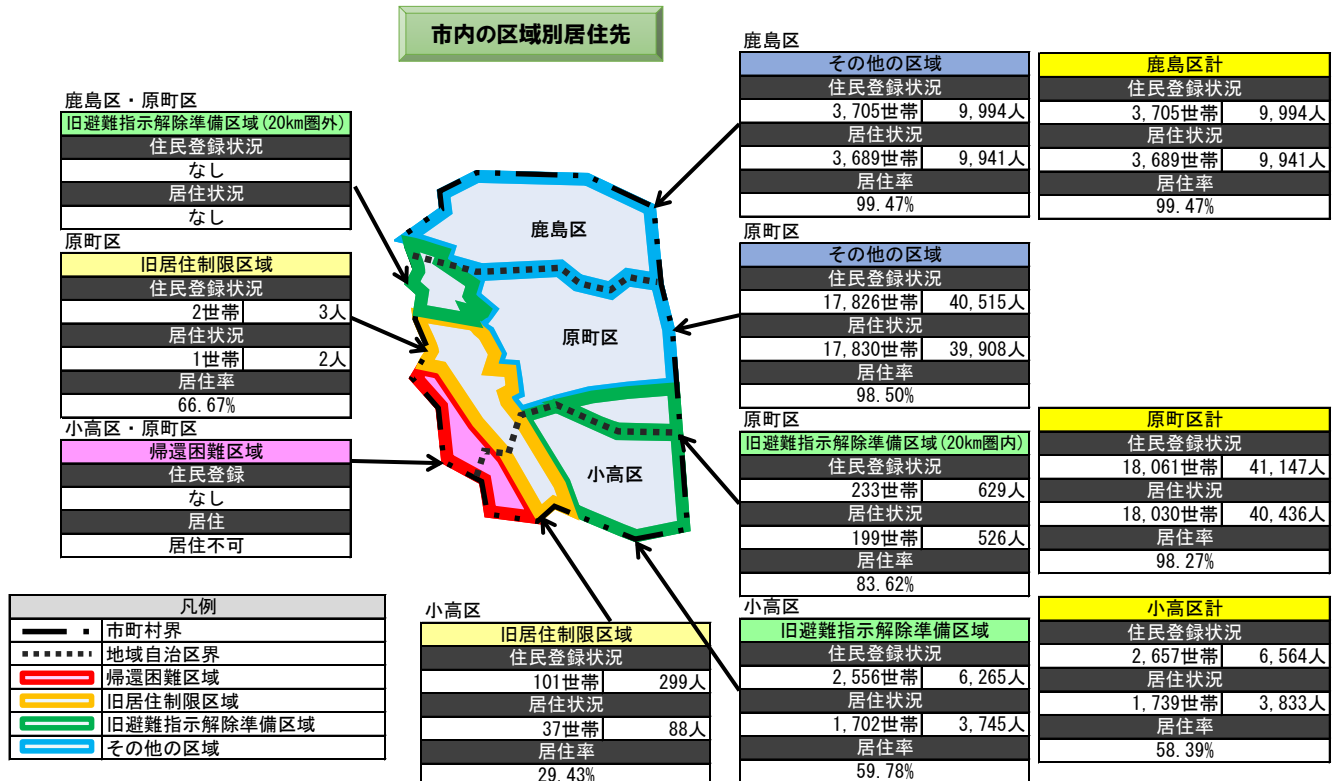 市内の区域別居住先
鹿島区・原町区
旧避難指示解除準備区域(20km圏外)
住民登録状況
なし
居住状況
なし
原町区
旧居住制限区域
住民登録状況
2世帯 3人
居住状況
1世帯 2人
居住率
66.67%
小高区・原町区
帰還困難区域
住民登録
なし
居住
居住不可
凡例
市町村界
地域自治区界
帰還困難区域
旧居住制限区域
旧避難指示解除準備区域
その他の区域
鹿島区
原町区
小高区
小高区
旧居住制限区域
住民登録状況
101世帯 299人
居住状況
37世帯 88人
居住率
29.43%
鹿島区
その他の区域
住民登録状況
3,705世帯 9,994人
居住状況
3,689世帯 9,941人
居住率
99.47%
鹿島区計
住民登録状況
3,705世帯 9,994人
居住状況
3,689世帯 9,941人
居住率
99.47%
原町区
その他の区域
住民登録状況
17,826世帯 40,515人
居住状況
17,830世帯 39,908人
居住率
98.50%
原町区
旧避難指示解除準備区域(20km圏内)
住民登録状況
233世帯 629人
居住状況
199世帯 526人
居住率
83.62%
原町区計
住民登録状況
18,061世帯 41,147人
居住状況
18,030世帯 40,436人
居住率
98.27%
小高区
旧避難指示解除準備区域
住民登録状況
2,556世帯 6,265人
居住状況
1,702世帯 3,745人
居住率
59.78%
小高区計
住民登録状況
2,657世帯 6,564人
居住状況
1,739世帯 3,833人
居住率
58.39%